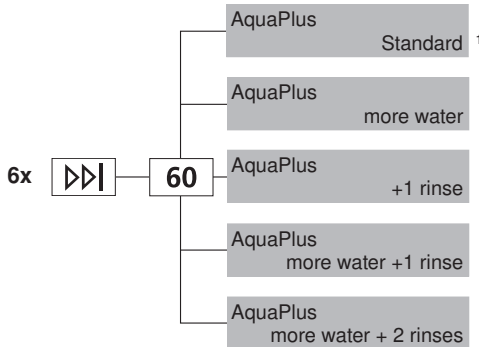 AquaPlus
Standard
AquaPlus
more water
6x
60
AquaPlus
+1 rinse
AquaPlus
more water +1 rinse
AquaPlus
more water + 2 rinses